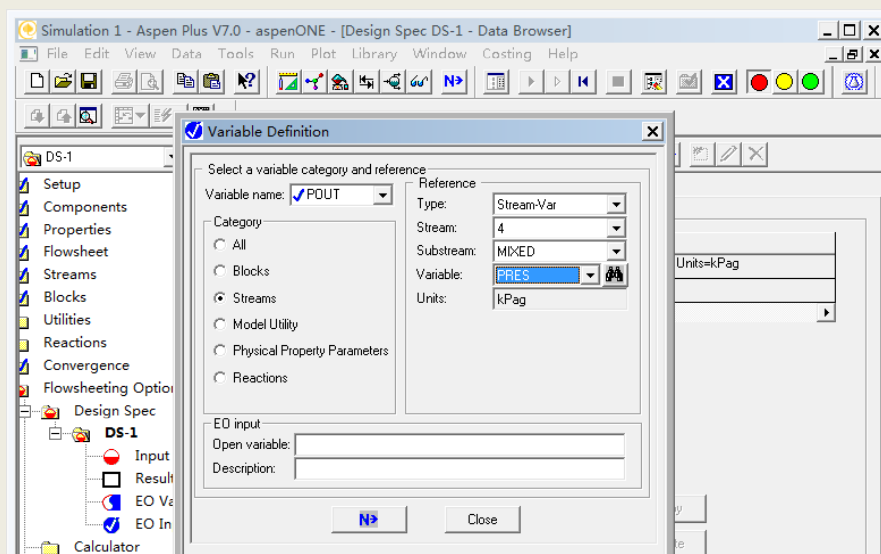 Simulation 1 - Aspen Plus V7.0 - aspenONE - [Design Spec DS-1 - Data Browser]
File Edit View Data Tools Run Plot Library Window Costing Help
N
DS-1
Setup
Components
Properties
Flowsheet
Streams
Blocks
Utilities
Reactions
Convergence
Flowsheeting Optio
Design Spec
DS-1
Input
Result
EO Va
EO In
Calculator
Variable Definition
Select a variable category and reference
Variable name: POUT
Category
All
Blocks
Streams
Model Utility
Physical Property Parameters
Reactions
Reference
Type: Stream-Var
Stream: 4
Substream: MIXED
Variable: PRES
Units: kPag
EO input
Open variable:
Description:
N
Close
Units=kPag